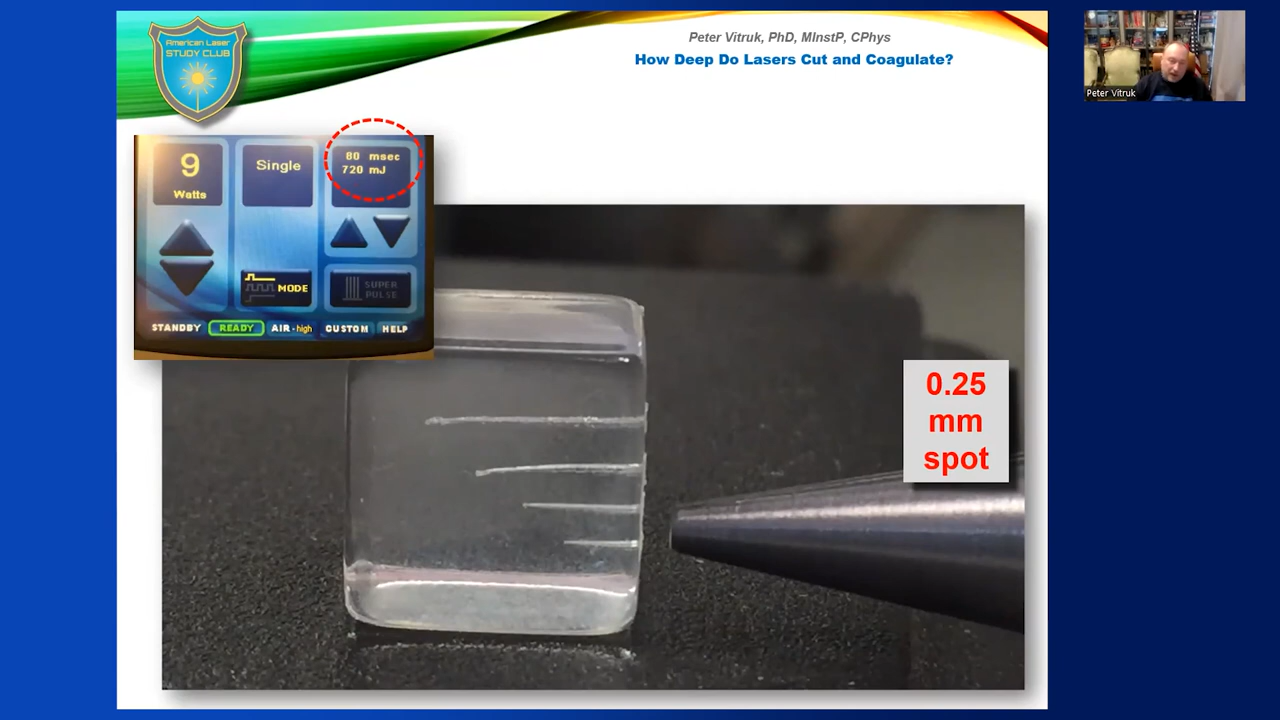 American Laser
STUDY CLUB
Peter Vitruk, PhD, MInstP, CPhys
How Deep Do Lasers Cut and Coagulate?
Peter Vitruk
9
Watts
Single
80 msec
720 mJ
MODE
SUPER
PULSE
STANDBY READY AIR - high CUSTOM HELP
0.25
mm
spot